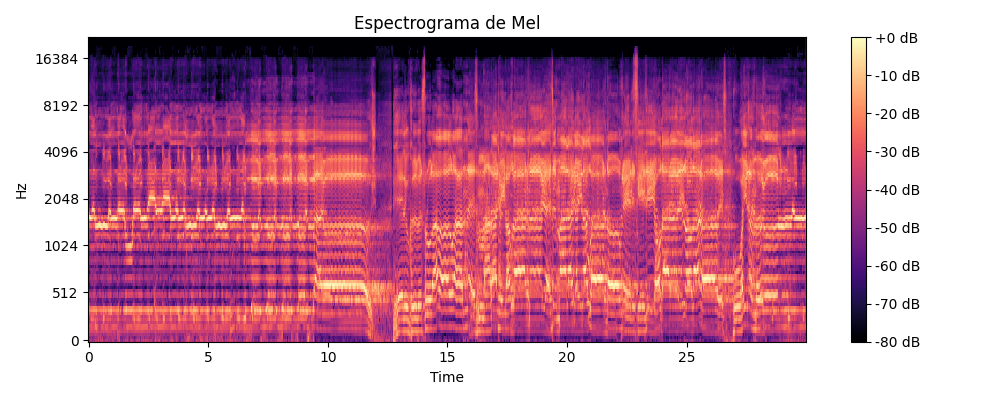 Espectrograma de Mel
Hz
16384
8192
4096
2048
1024
512
0
0 5 10 15 20 25
Time
+0 dB
-10 dB
-20 dB
-30 dB
-40 dB
-50 dB
-60 dB
-70 dB
-80 dB